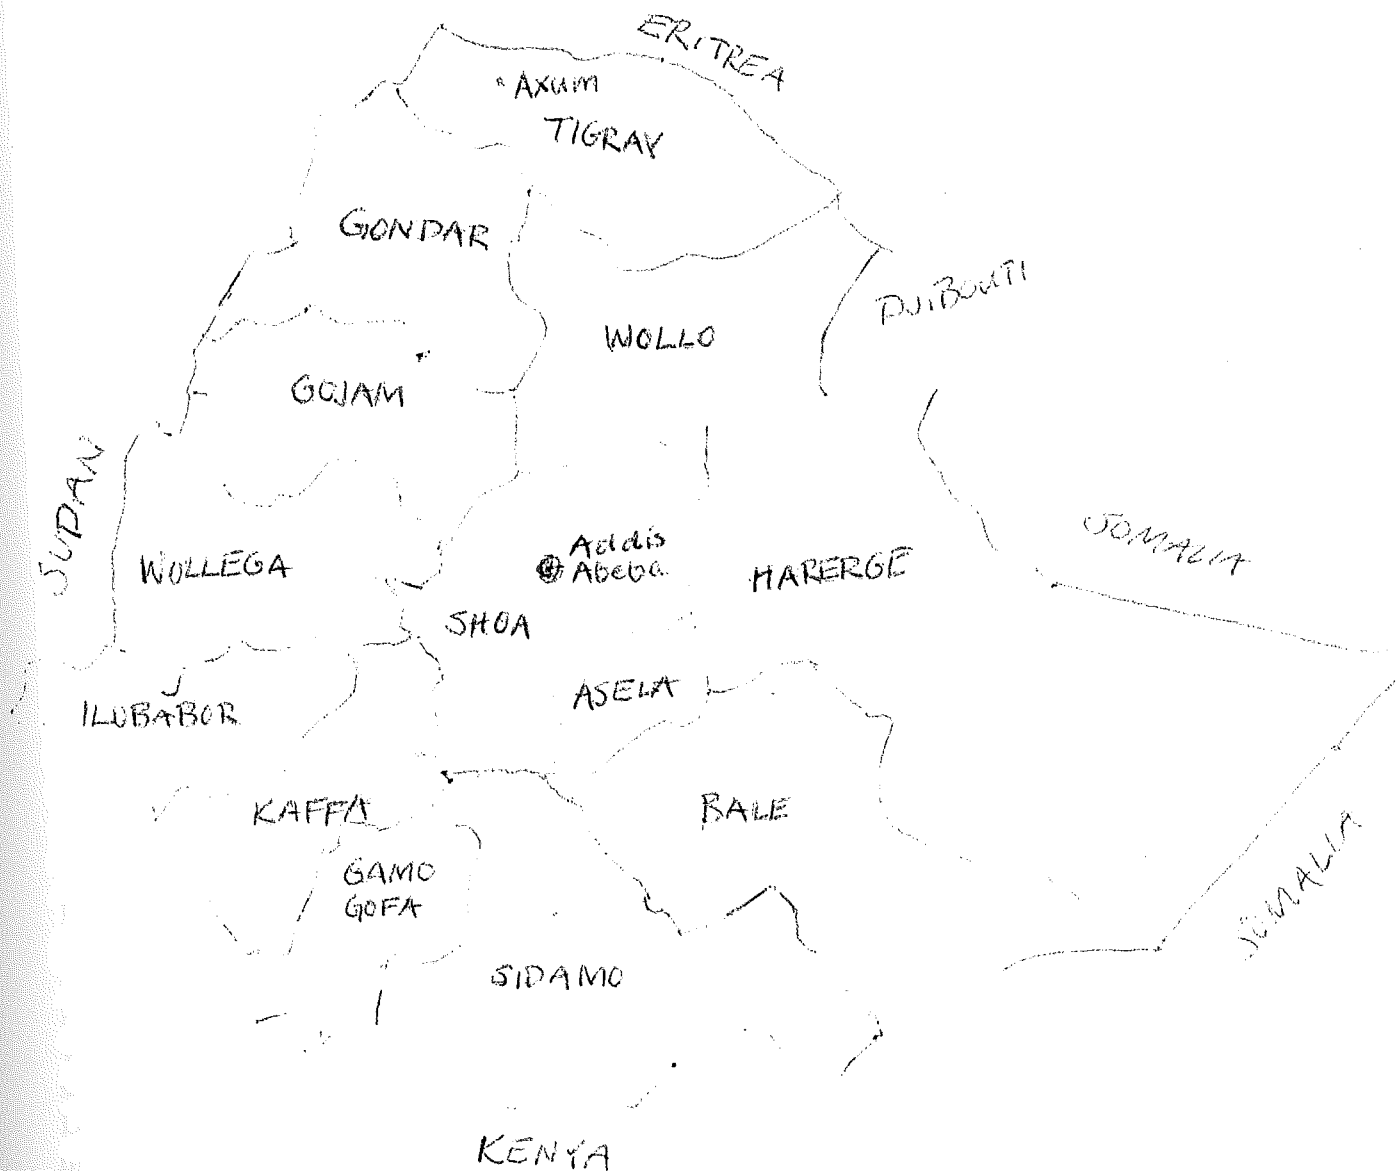 ERITREA
Axum
TIGRAY
GONDAR
DJIBOUTI
WOLLO
GOJAM
SUDAN
SOMALIA
Addis
Abeba
WOLLEGA
HARERGE
SHOA
ASELA
ILUBABOR
KAFFA
BALE
GAMO
GOFA
SOMALIA
SIDAMO
KENYA